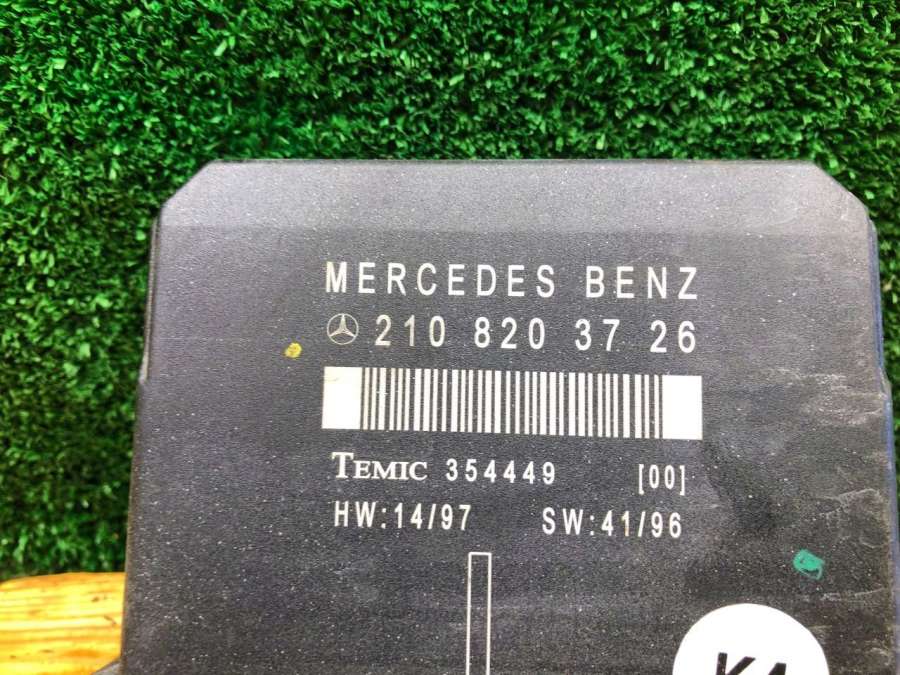 MERCEDES BENZ
210 820 37 26
TEMIC 354449 [00]
HW:14/97 SW:41/96